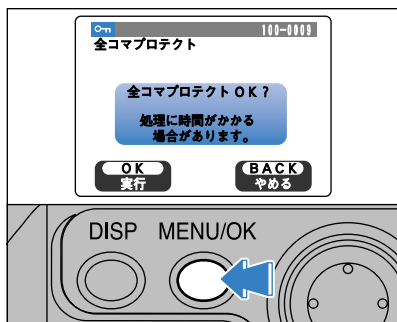 100-0009
全コマプロテクト
全コマプロテクト OK?
処理に時間がかかる
場合があります。
OK
実行
BACK
やめる
DISP MENU/OK